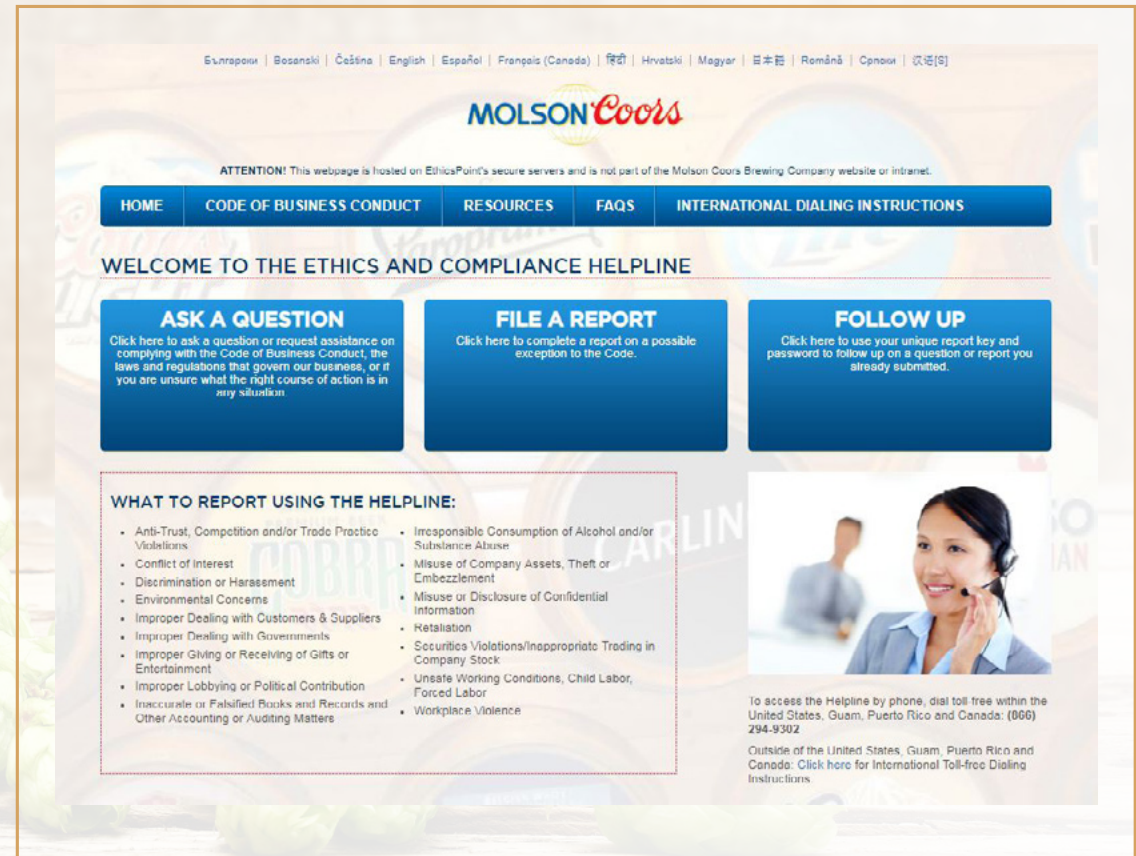 Български | Bosanski | Čeština | English | Español | Français (Canada) | हिंदी | Hrvatski | Magyar | 日本語 | Română | Српски | 汉语[S]
MOLSON Coors
ATTENTION! This webpage is hosted on EthicsPoint's secure servers and is not part of the Molson Coors Brewing Company website or intranet.
HOME CODE OF BUSINESS CONDUCT RESOURCES FAQS INTERNATIONAL DIALING INSTRUCTIONS
WELCOME TO THE ETHICS AND COMPLIANCE HELPLINE
ASK A QUESTION
Click here to ask a question or request assistance on
complying with the Code of Business Conduct, the
laws and regulations that govern our business, or if
you are unsure what the right course of action is in
any situation
FILE A REPORT
Click here to complete a report on a possible
exception to the Code.
FOLLOW UP
Click here to use your unique report key and
password to follow up on a question or report you
already submitted.
WHAT TO REPORT USING THE HELPLINE:
• Anti-Trust, Competition and/or Trade Practice
Violations
• Conflict of Interest
• Discrimination or Harassment
• Environmental Concerns
• Improper Dealing with Customers & Suppliers
• Improper Dealing with Governments
• Improper Giving or Receiving of Gifts or
Entertainment
• Improper Lobbying or Political Contribution
• Inaccurate or Falsified Books and Records and
Other Accounting or Auditing Matters
• Irresponsible Consumption of Alcohol and/or
Substance Abuse
• Misuse of Company Assets, Theft or
Embezzlement
• Misuse or Disclosure of Confidential
Information
• Retaliation
• Securities Violations/Inappropriate Trading in
Company Stock
• Unsafe Working Conditions, Child Labor,
Forced Labor
• Workplace Violence
To access the Helpline by phone, dial toll-free within the
United States, Guam, Puerto Rico and Canada: (866)
294-9302
Outside of the United States, Guam, Puerto Rico and
Canada: Click here for International Toll-free Dialing
Instructions
Staropramen
COBRA
CARLIN